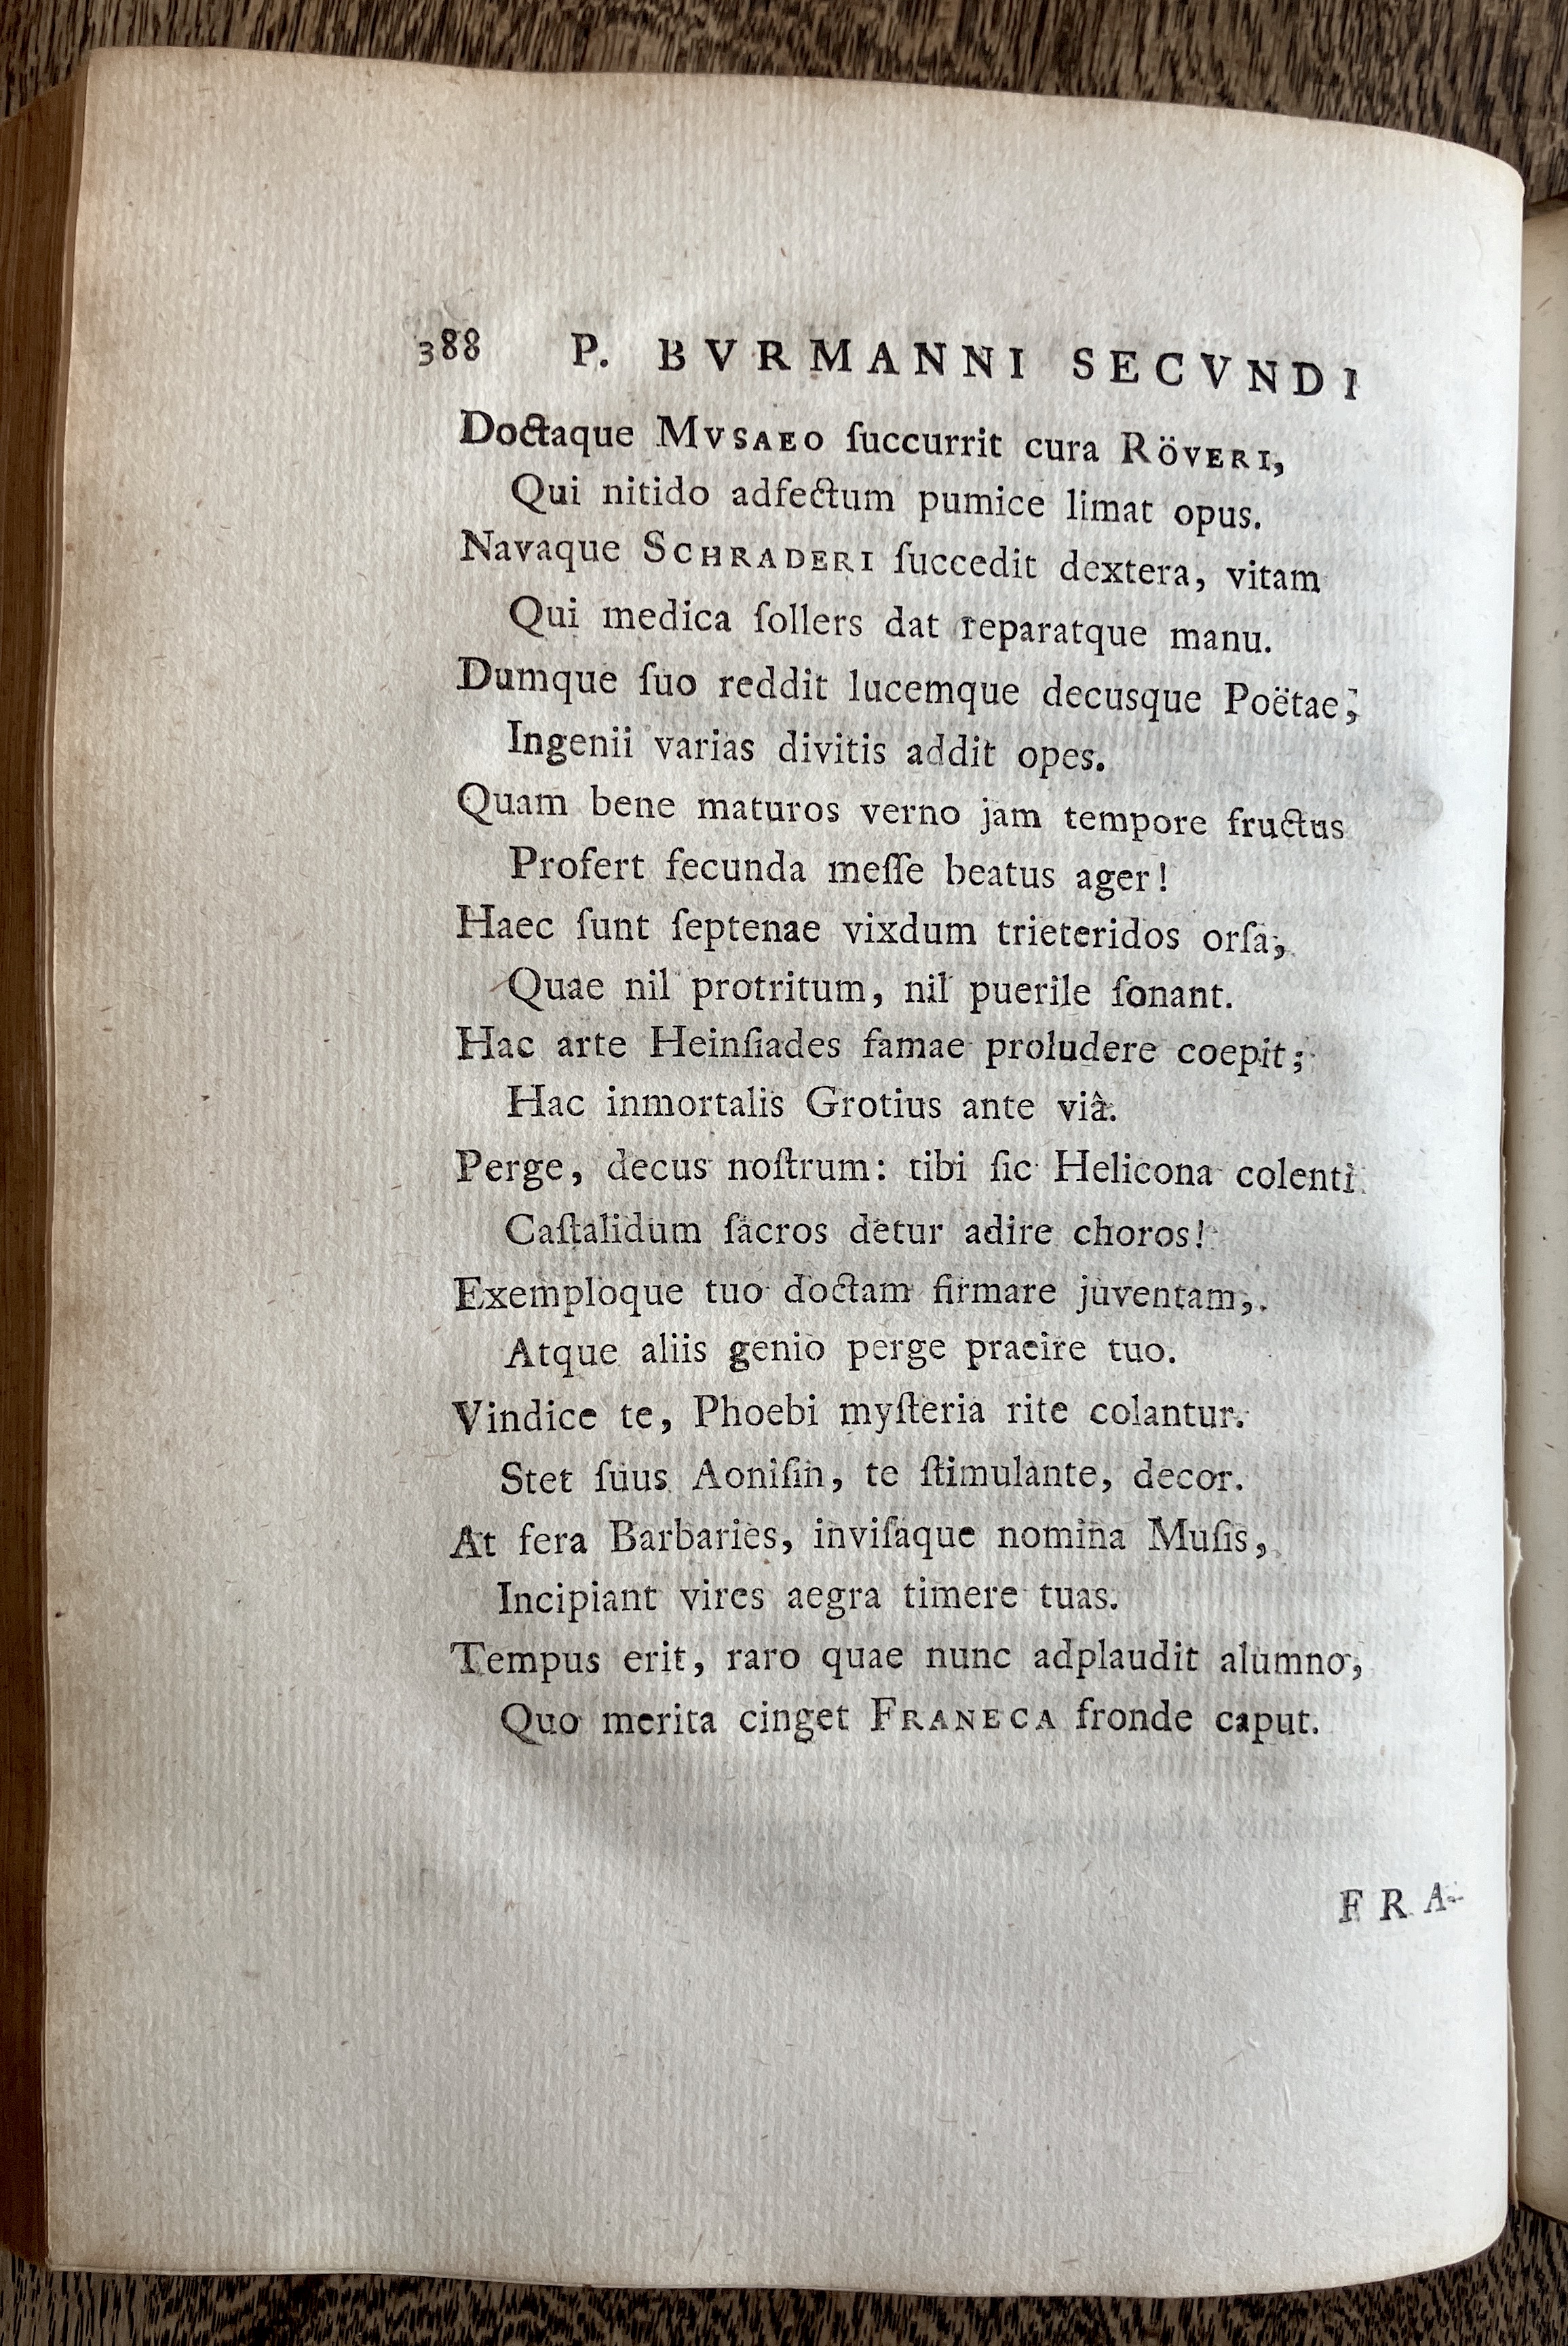 388 P. BVRMANNI SECVNDI
Doctaque MVSAEO ſuccurrit cura RÖVERI,
Qui nitido adfectum pumice limat opus.
Navaque SCHRADERI ſuccedit dextera, vitam
Qui medica ſollers dat reparatque manu.
Dumque ſuo reddit lucemque decusque Poëtae,
Ingenii varias divitis addit opes.
Quam bene maturos verno jam tempore fructus
Profert fecunda meſſe beatus ager!
Haec ſunt ſeptenae vixdum trieteridos orſa,
Quae nil protritum, nil puerile ſonant.
Hac arte Heinſiades famae proludere coepit;
Hac inmortalis Grotius ante viâ.
Perge, decus noſtrum: tibi ſic Helicona colenti
Caſtalidum ſacros detur adire choros!
Exemploque tuo doctam firmare juventam,
Atque aliis genio perge praeire tuo.
Vindice te, Phoebi myſteria rite colantur.
Stet ſuus Aoniſin, te ſtimulante, decor.
At fera Barbaries, inviſaque nomina Muſis,
Incipiant vires aegra timere tuas.
Tempus erit, raro quae nunc adplaudit alumno,
Quo merita cinget FRANECA fronde caput.
FRA-